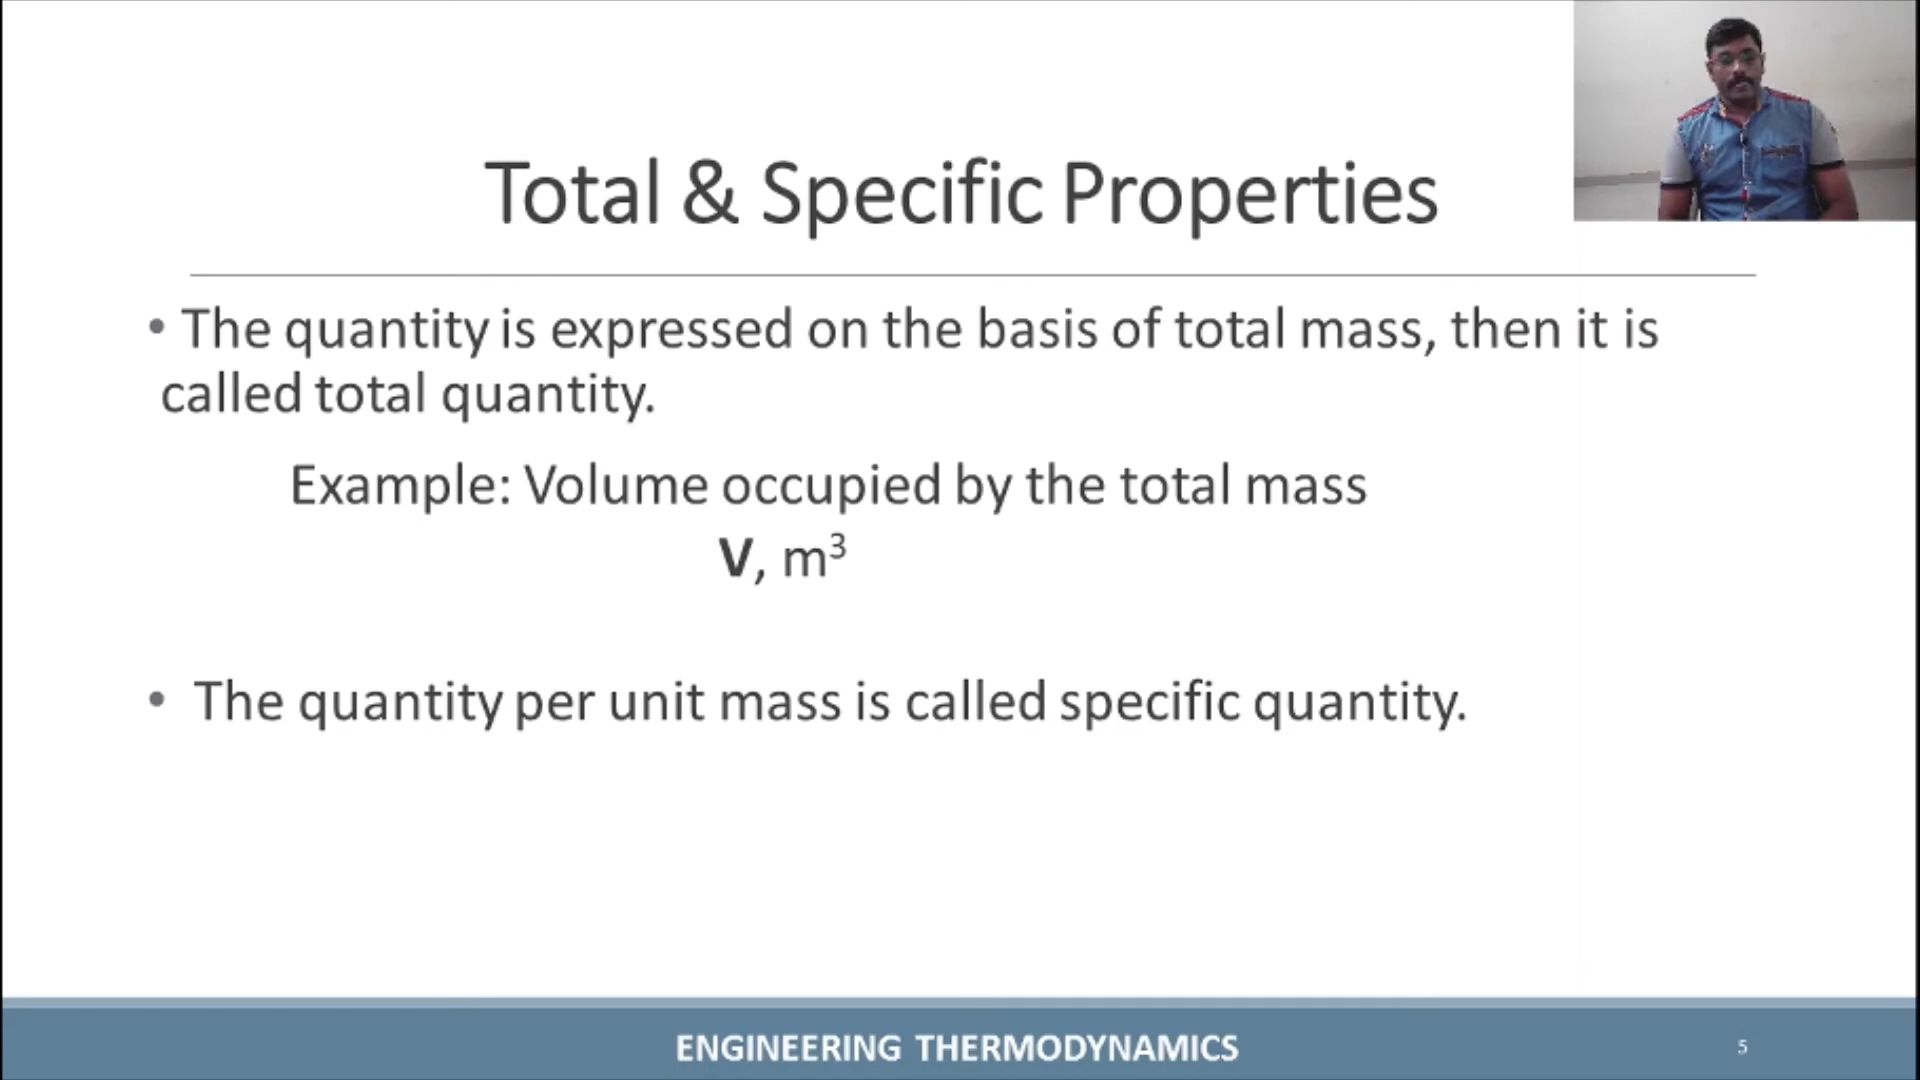 Total & Specific Properties
• The quantity is expressed on the basis of total mass, then it is
called total quantity.
Example: Volume occupied by the total mass
V, m³
• The quantity per unit mass is called specific quantity.
ENGINEERING THERMODYNAMICS
5